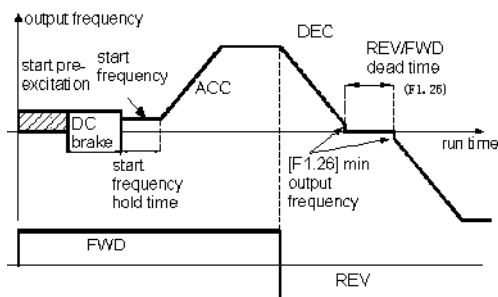 output frequency
start pre-
excitation
start
frequency
DC
brake
ACC
DEC
REV/FWD
dead time
(F1. 26)
run time
start
frequency
hold time
[F1.26] min
output
frequency
FWD
REV